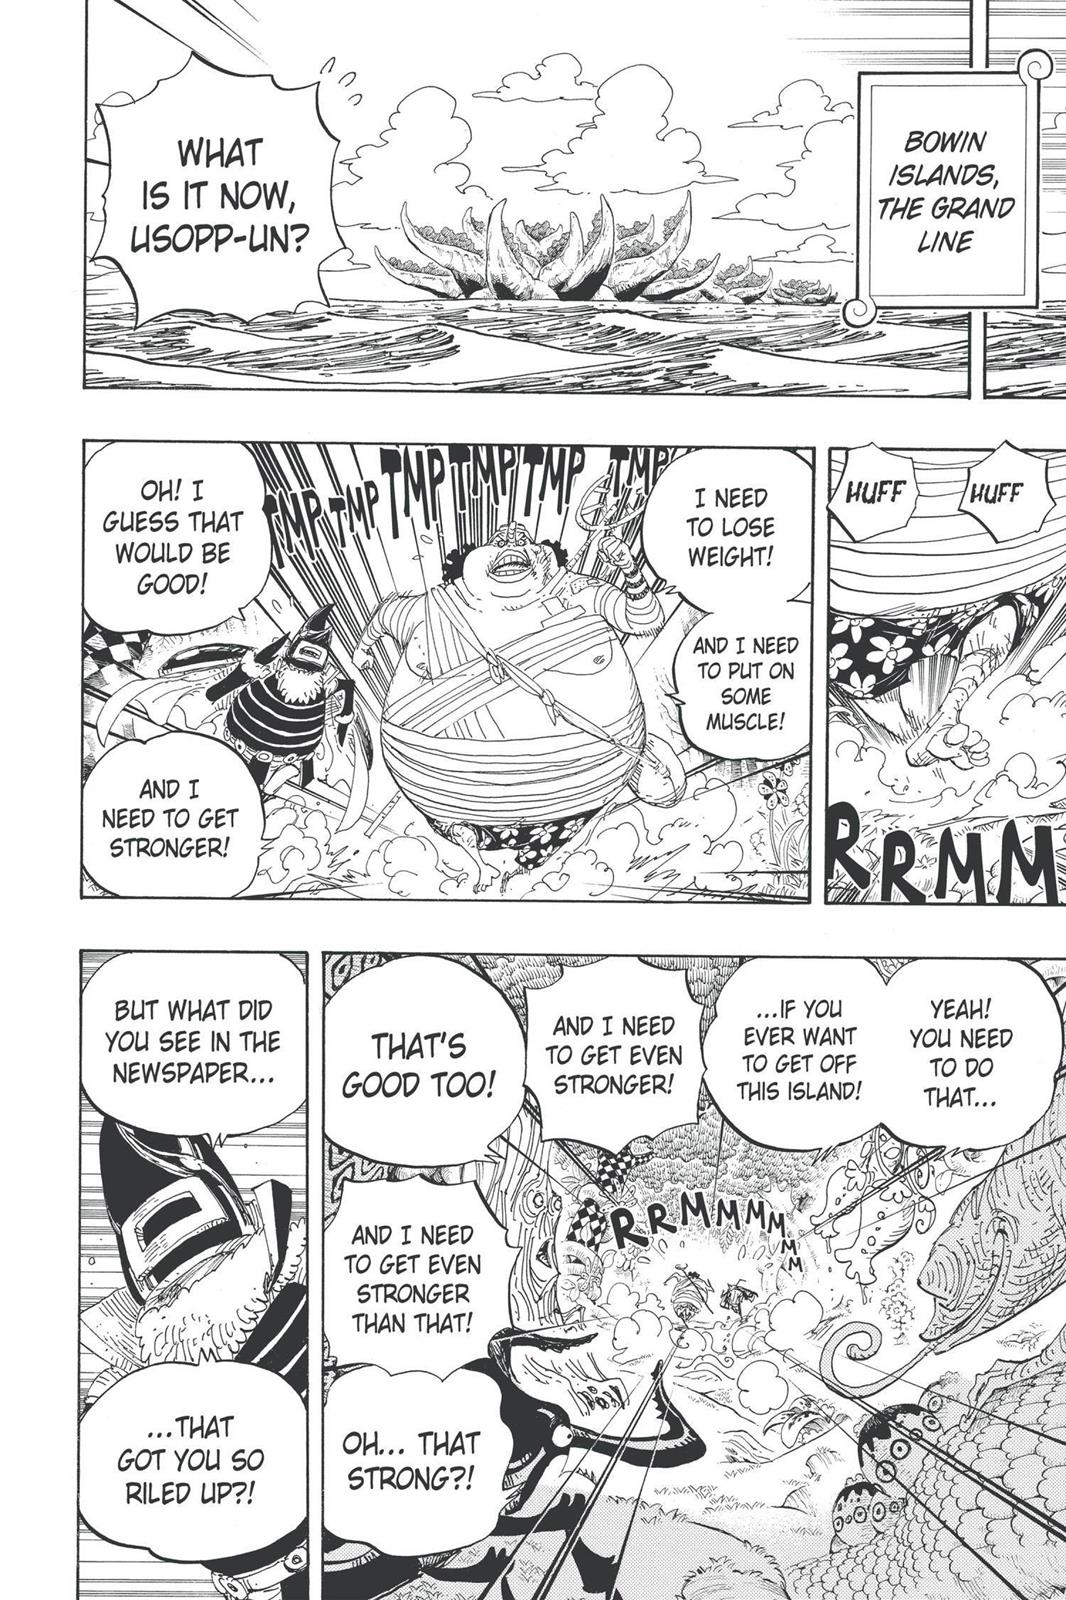 BOWIN
ISLANDS,
THE GRAND
LINE
WHAT
IS IT NOW,
USOPP-UN?
HUFF
HUFF
RRMM
I NEED
TO LOSE
WEIGHT!
AND I NEED
TO PUT ON
SOME
MUSCLE!
TMP TMP TMP TMP TMP TMP
OH! I
GUESS THAT
WOULD BE
GOOD!
AND I
NEED TO GET
STRONGER!
YEAH!
YOU NEED
TO DO
THAT...
...IF YOU
EVER WANT
TO GET OFF
THIS ISLAND!
AND I NEED
TO GET EVEN
STRONGER!
THAT'S
GOOD TOO!
RRMMMMMM
AND I NEED
TO GET EVEN
STRONGER
THAN THAT!
OH... THAT
STRONG?!
BUT WHAT DID
YOU SEE IN THE
NEWSPAPER...
...THAT
GOT YOU SO
RILED UP?!